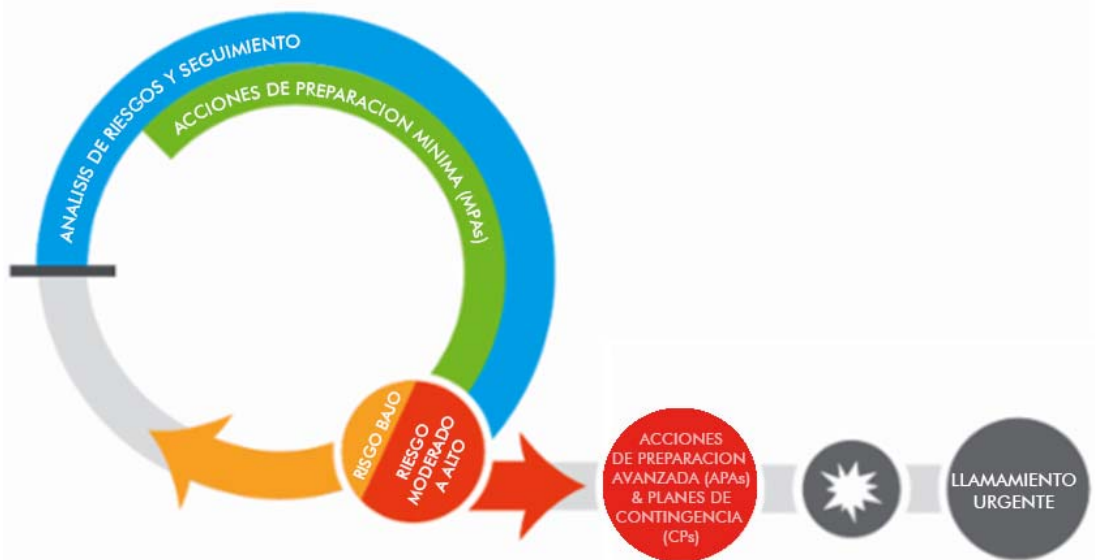 ANALISIS DE RIESGOS Y SEGUIMIENTO
ACCIONES DE PREPARACION MINIMA (MPAs)
RISGO BAJO
RIESGO
MODERADO
A ALTO
ACCIONES
DE PREPARACION
AVANZADA (APAs)
& PLANES DE
CONTINGENCIA
(CPs)
LLAMAMIENTO
URGENTE